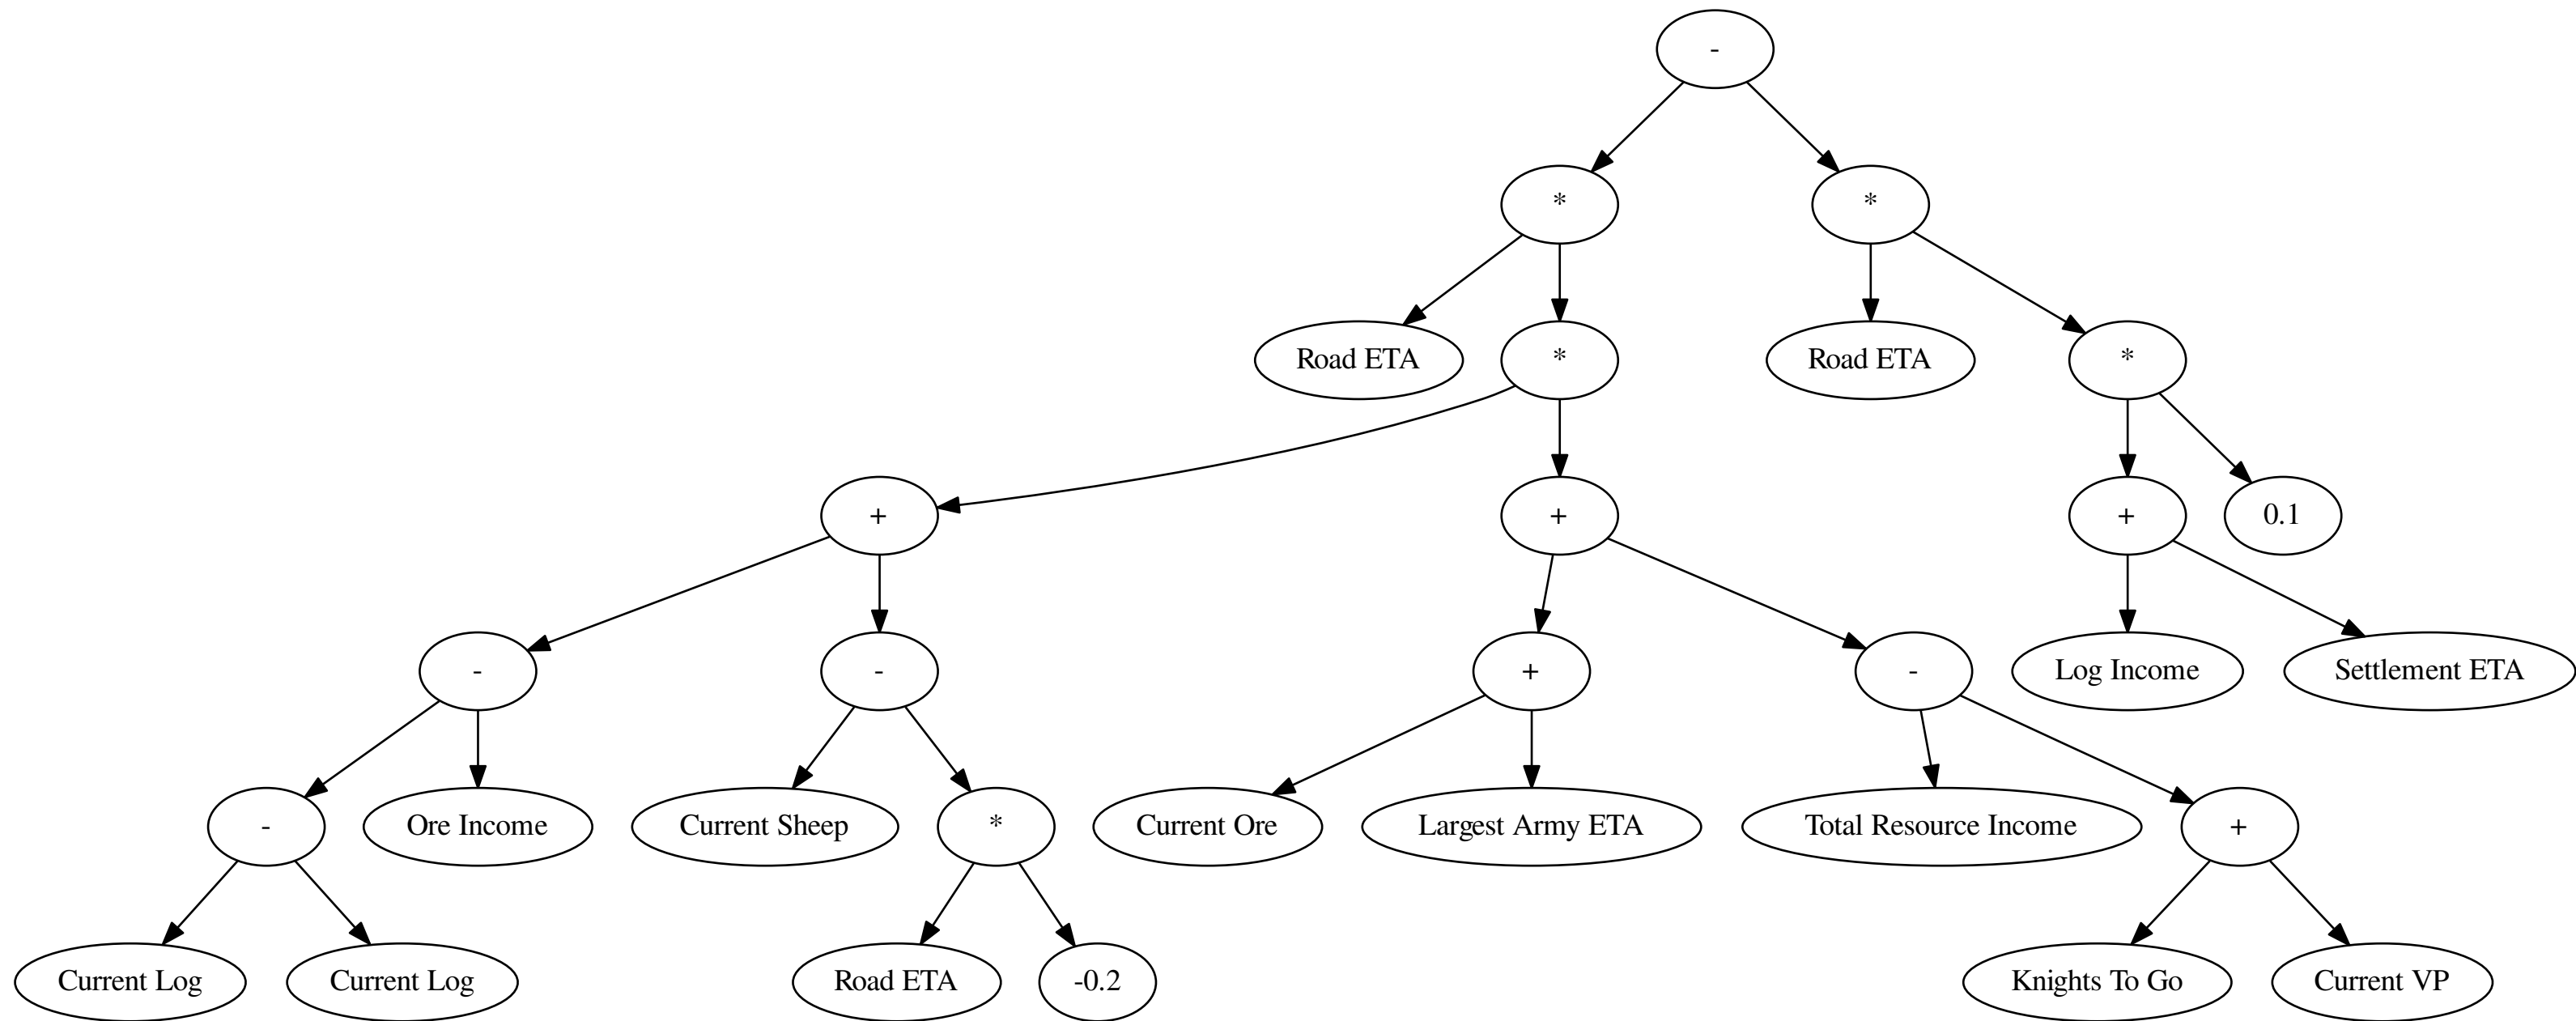 -
*
*
Road ETA
*
Road ETA
*
+
+
+
0.1
-
-
+
-
Log Income
Settlement ETA
-
Ore Income
Current Sheep
*
Current Ore
Largest Army ETA
Total Resource Income
+
Current Log
Current Log
Road ETA
-0.2
Knights To Go
Current VP